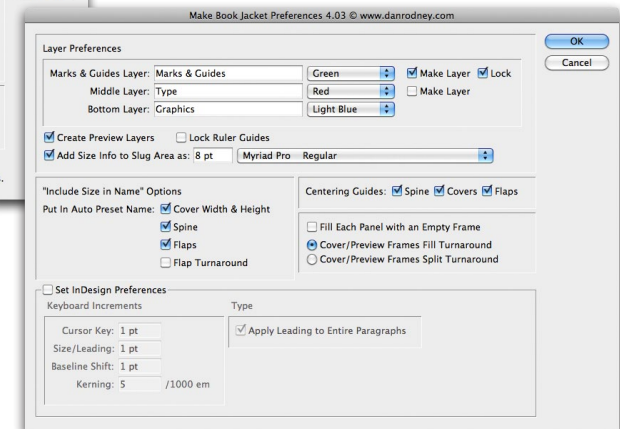 Make Book Jacket Preferences 4.03 © www.danrodney.com
OK
Cancel
Layer Preferences
Marks & Guides Layer: Marks & Guides Green Make Layer Lock
Middle Layer: Type Red Make Layer
Bottom Layer: Graphics Light Blue
Create Preview Layers Lock Ruler Guides
Add Size Info to Slug Area as: 8 pt Myriad Pro Regular
"Include Size in Name" Options
Put In Auto Preset Name: Cover Width & Height
Spine
Flaps
Flap Turnaround
Centering Guides: Spine Covers Flaps
Fill Each Panel with an Empty Frame
Cover/Preview Frames Fill Turnaround
Cover/Preview Frames Split Turnaround
Set InDesign Preferences
Keyboard Increments
Cursor Key: 1 pt
Size/Leading: 1 pt
Baseline Shift: 1 pt
Kerning: 5 /1000 em
Type
Apply Leading to Entire Paragraphs